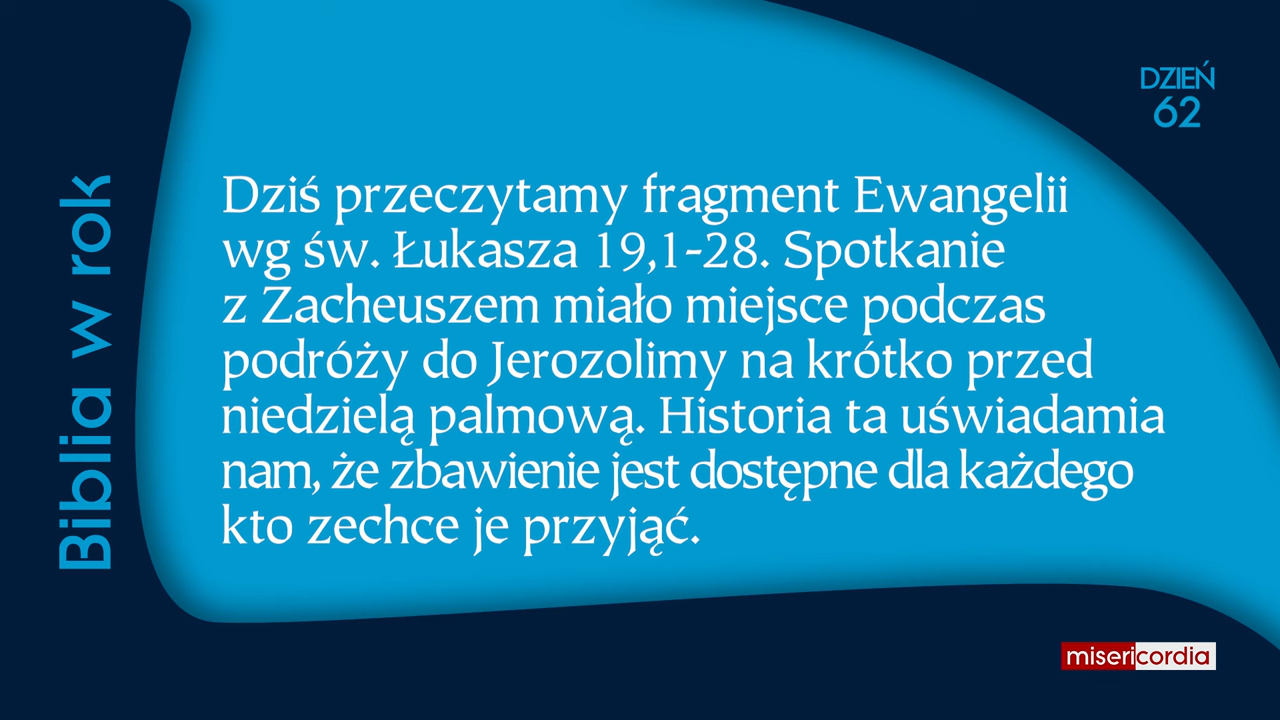 DZIEŃ
62
Biblia w rok
Dziś przeczytamy fragment Ewangelii
wg św. Łukasza 19,1-28. Spotkanie
z Zacheuszem miało miejsce podczas
podróży do Jerozolimy na krótko przed
niedzielą palmową. Historia ta uświadamia
nam, że zbawienie jest dostępne dla każdego
kto zechce je przyjąć.
misericordia